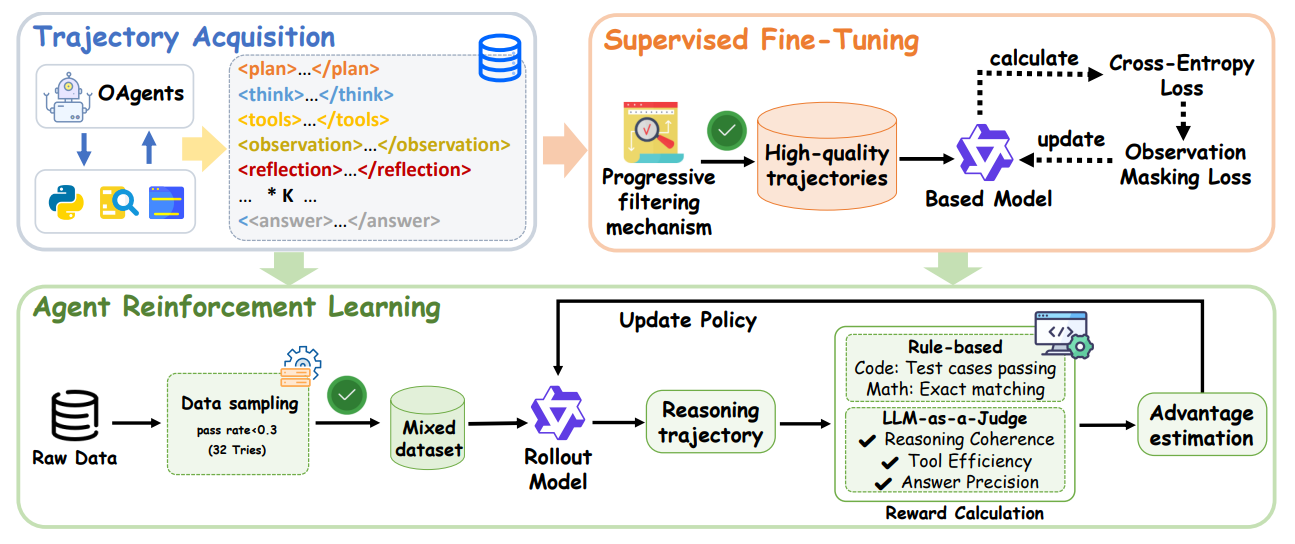 Trajectory Acquisition
OAgents
<plan>...</plan>
<think>...</think>
<tools>...</tools>
<observation>...</observation>
<reflection>...</reflection>
... * K ...
<<answer>...</answer>
Supervised Fine-Tuning
Progressive
filtering
mechanism
High-quality
trajectories
Based Model
calculate
Cross-Entropy
Loss
update
Observation
Masking Loss
Agent Reinforcement Learning
Raw Data
Data sampling
pass rate<0.3
(32 Tries)
Mixed
dataset
Rollout
Model
Update Policy
Reasoning
trajectory
Rule-based
Code: Test cases passing
Math: Exact matching
LLM-as-a-Judge
✔ Reasoning Coherence
✔ Tool Efficiency
✔ Answer Precision
Reward Calculation
Advantage
estimation